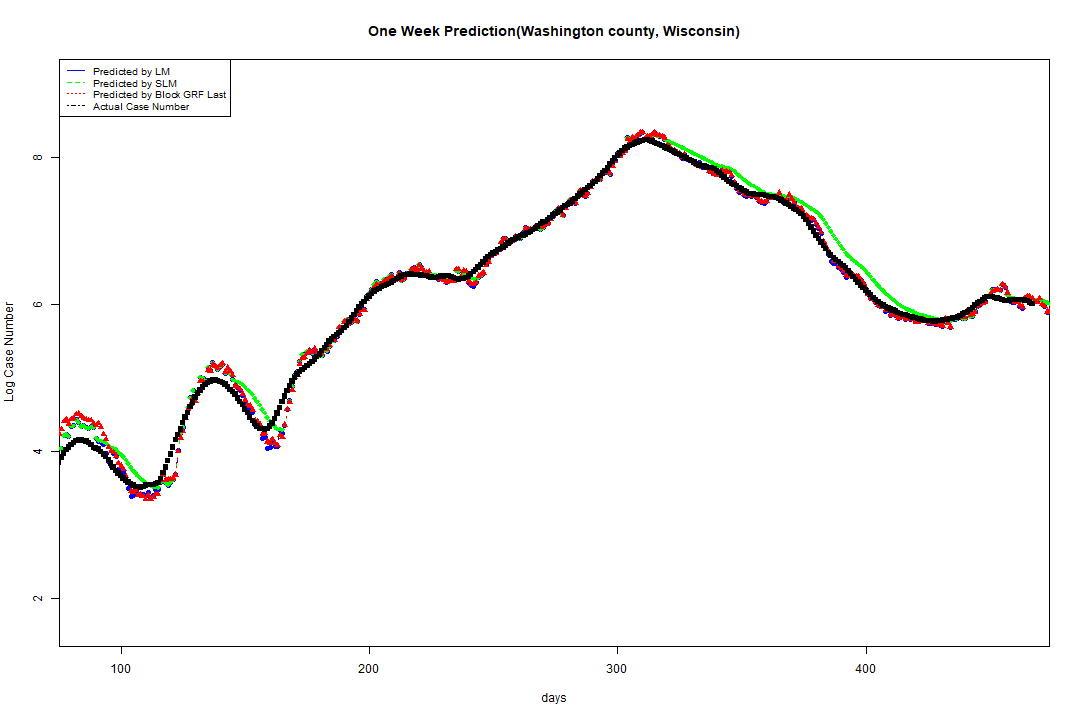 One Week Prediction(Washington county, Wisconsin)
Predicted by LM
Predicted by SLM
Predicted by Block GRF Last
Actual Case Number
Log Case Number
8
6
4
2
100 200 300 400
days